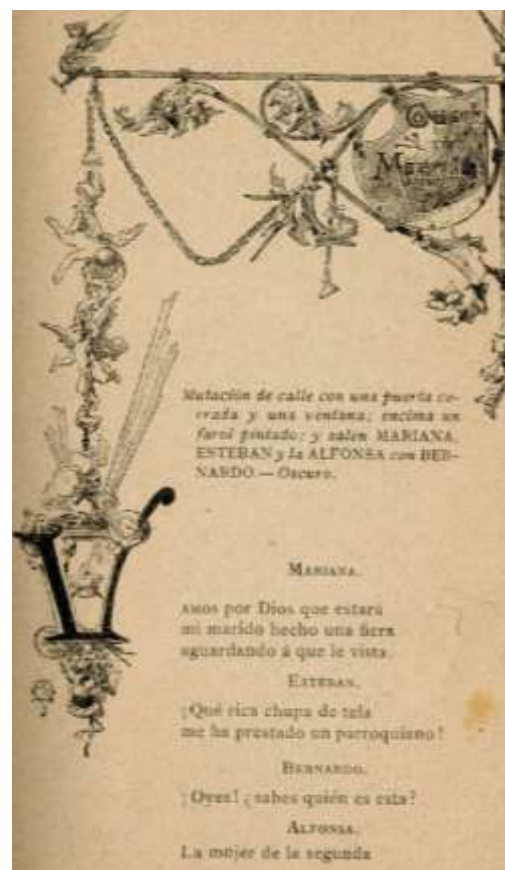 Mutación de calle con una puerta ce-
rrada y una ventana; encima un
farol pintado; y salen MARIANA,
ESTEBAN y la ALFONSA con BER-
NARDO.— Oscuro.
MARIANA.
VAMOS por Dios que estará
mi marido hecho una fiera
aguardando á que le vista.
ESTEBAN.
¡Qué rica chupa de tela
me ha prestado un parroquiano!
BERNARDO.
¡Oyes! ¿sabes quién es esta?
ALFONSA.
La mujer de la segunda